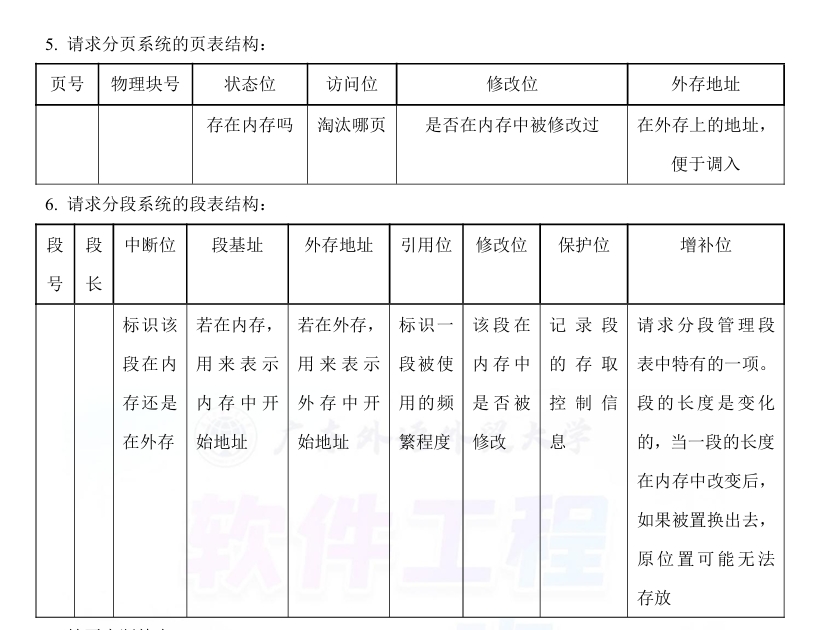 5. 请求分页系统的页表结构：
页号 物理块号 状态位 访问位 修改位 外存地址
存在内存吗 淘汰哪页 是否在内存中被修改过 在外存上的地址，
便于调入
6. 请求分段系统的段表结构：
段 段 中断位 段基址 外存地址 引用位 修改位 保护位 增补位
号 长
标识该 若在内存， 若在外存， 标识一 该段在 记录段 请求分段管理段
段在内 用来表示 用来表示 段被使 内存中 的存取 表中特有的一项。
存还是 内存中开 外存中开 用的频 是否被 控制信 段的长度是变化
在外存 始地址 始地址 繁程度 修改 息 的，当一段的长度
在内存中改变后，
如果被置换出去，
原位置可能无法
存放
广东外语外贸大学
软件工程